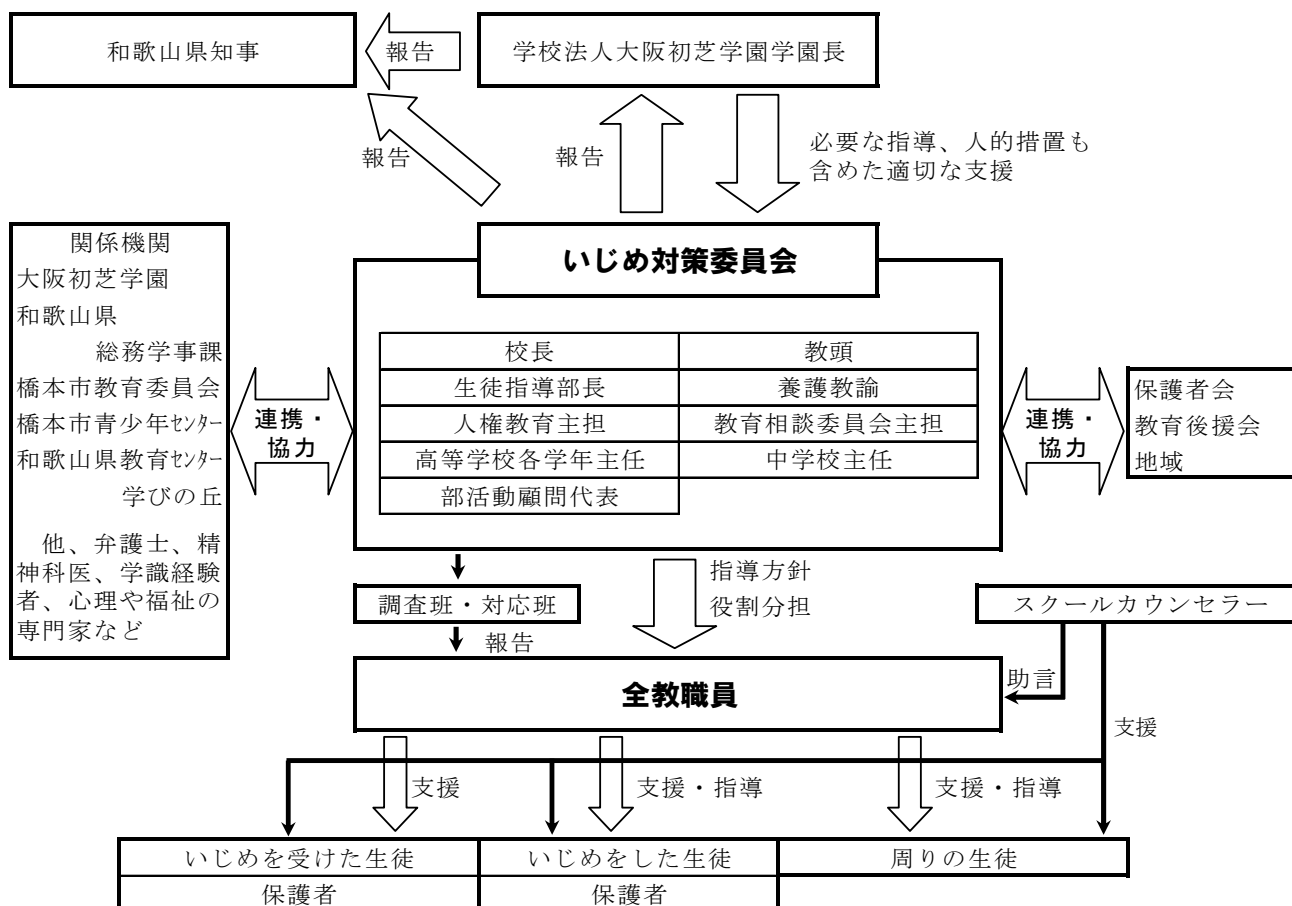 和歌山県知事
報告
学校法人大阪初芝学園学園長
報告
報告
必要な指導、人的措置も
含めた適切な支援
関係機関
大阪初芝学園
和歌山県
総務学事課
橋本市教育委員会
橋本市青少年センター
和歌山県教育センター
学びの丘
他、弁護士、精
神科医、学識経験
者、心理や福祉の
専門家など
連携・
協力
いじめ対策委員会
校長
教頭
生徒指導部長
養護教諭
人権教育主担
教育相談委員会主担
高等学校各学年主任
中学校主任
部活動顧問代表
連携・
協力
保護者会
教育後援会
地域
調査班・対応班
報告
指導方針
役割分担
スクールカウンセラー
全教職員
助言
支援
支援
支援・指導
支援・指導
いじめを受けた生徒
いじめをした生徒
周りの生徒
保護者
保護者